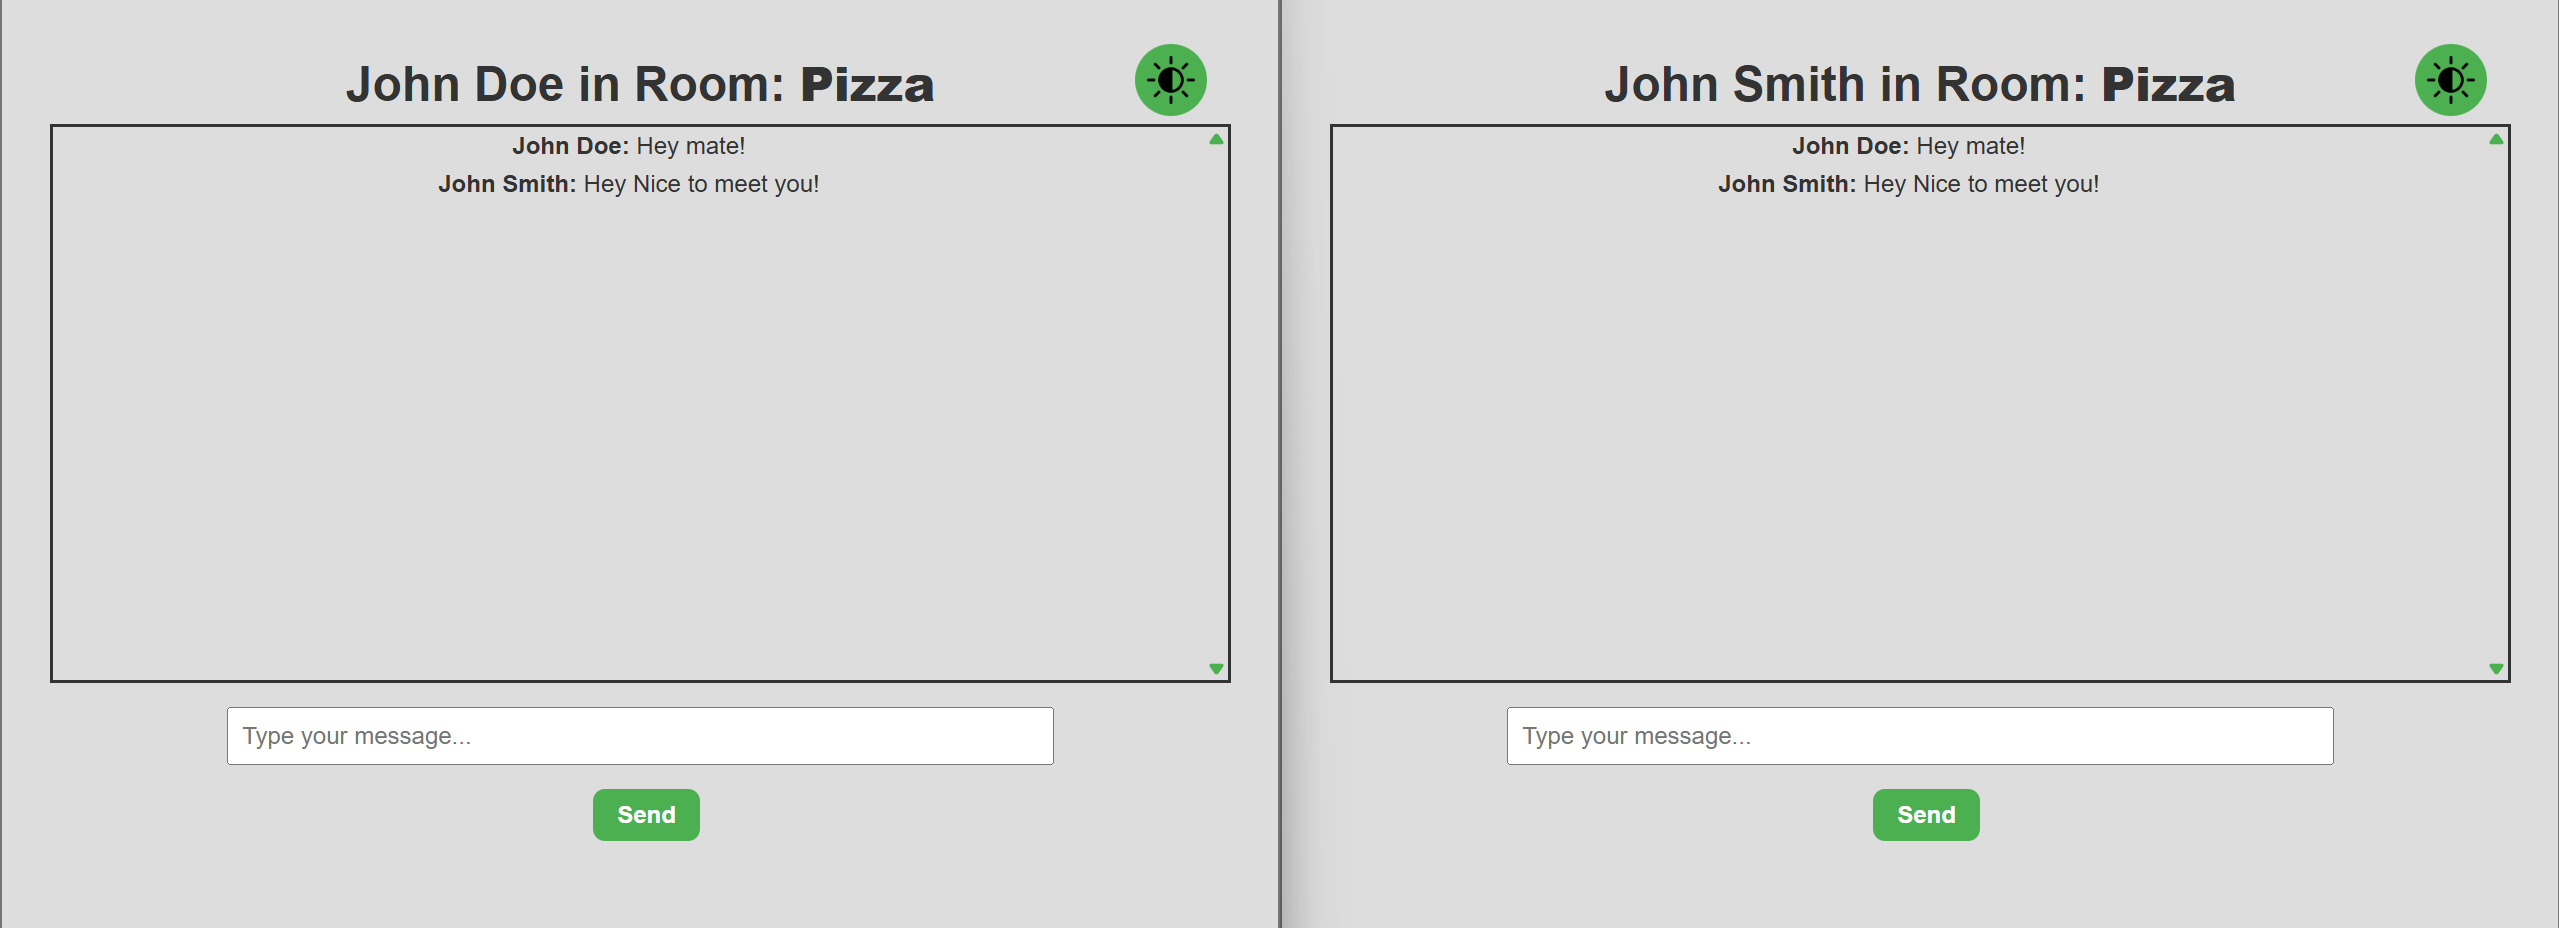 John Doe in Room: Pizza
John Doe: Hey mate!
John Smith: Hey Nice to meet you!
Type your message...
Send
John Smith in Room: Pizza
John Doe: Hey mate!
John Smith: Hey Nice to meet you!
Type your message...
Send